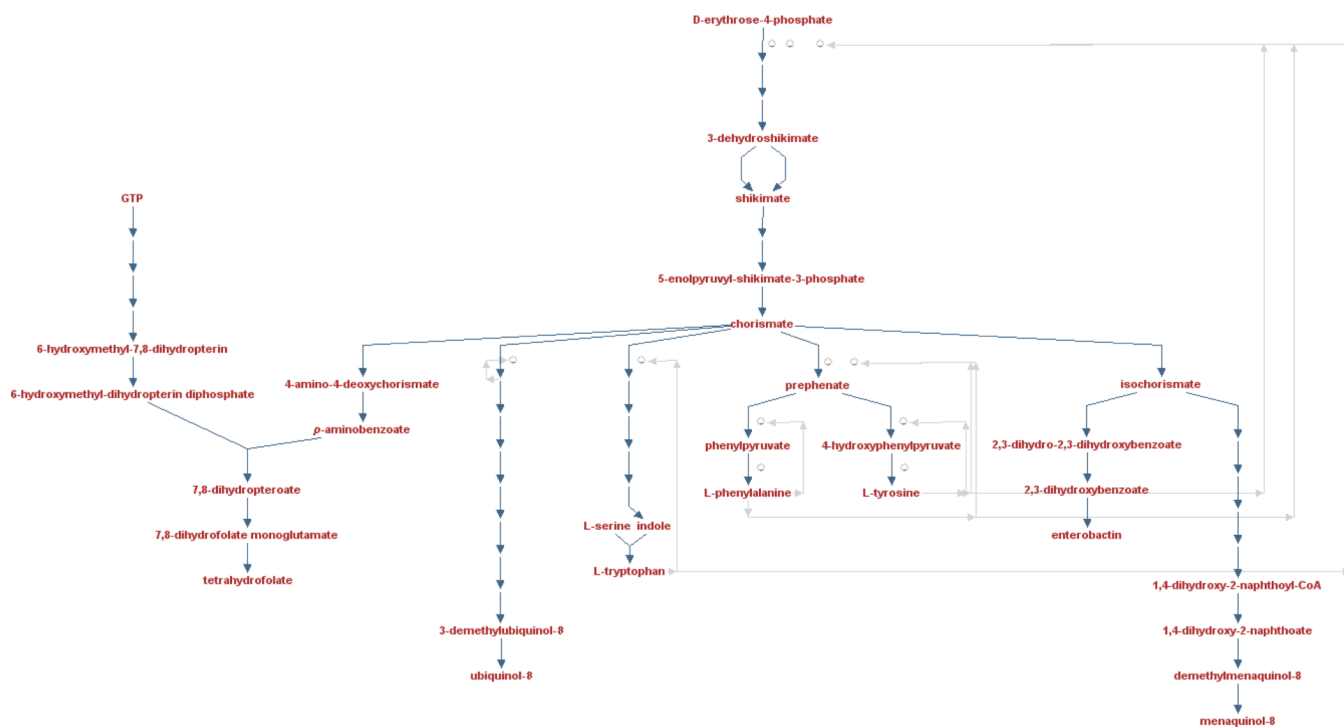 D-erythrose-4-phosphate
3-dehydroshikimate
GTP
shikimate
5-enolpyruvyl-shikimate-3-phosphate
chorismate
6-hydroxymethyl-7,8-dihydropterin
4-amino-4-deoxychorismate
prephenate
isochorismate
6-hydroxymethyl-dihydropterin diphosphate
p-aminobenzoate
phenylpyruvate
4-hydroxyphenylpyruvate
2,3-dihydro-2,3-dihydroxybenzoate
7,8-dihydropteroate
L-phenylalanine
L-tyrosine
2,3-dihydroxybenzoate
L-serine indole
7,8-dihydrofolate monoglutamate
enterobactin
L-tryptophan
tetrahydrofolate
1,4-dihydroxy-2-naphthoyl-CoA
3-demethylubiquinol-8
1,4-dihydroxy-2-naphthoate
ubiquinol-8
demethylmenaquinol-8
menaquinol-8